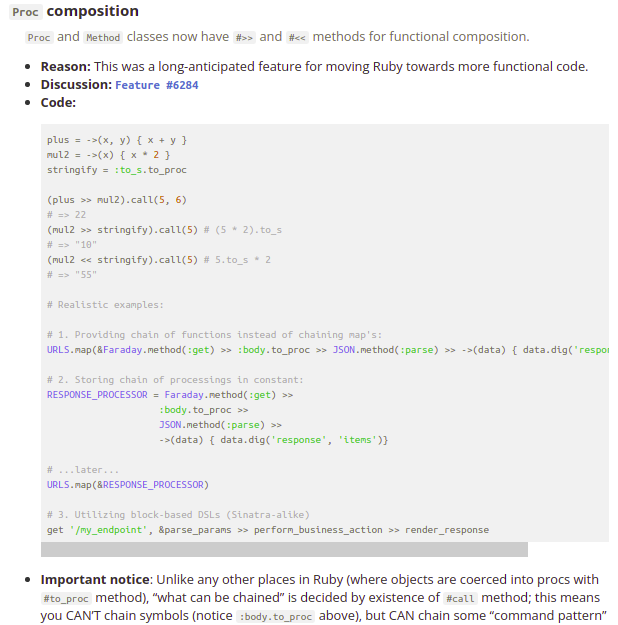 Proc composition
Proc and Method classes now have #>> and #<< methods for functional composition.
Reason: This was a long-anticipated feature for moving Ruby towards more functional code.
Discussion: Feature #6284
Code:
plus = ->(x, y) { x + y }
mul2 = ->(x) { x * 2 }
stringify = :to_s.to_proc
(plus >> mul2).call(5, 6)
# => 22
(mul2 >> stringify).call(5) # (5 * 2).to_s
# => "10"
(mul2 << stringify).call(5) # 5.to_s * 2
# => "55"
# Realistic examples:
# 1. Providing chain of functions instead of chaining map's:
URLS.map(&Faraday.method(:get) >> :body.to_proc >> JSON.method(:parse) >> ->(data) { data.dig('respo
# 2. Storing chain of processings in constant:
RESPONSE_PROCESSOR = Faraday.method(:get) >>
:body.to_proc >>
JSON.method(:parse) >>
->(data) { data.dig('response', 'items')}
# ...later...
URLS.map(&RESPONSE_PROCESSOR)
# 3. Utilizing block-based DSLs (Sinatra-alike)
get '/my_endpoint', &parse_params >> perform_business_action >> render_response
Important notice: Unlike any other places in Ruby (where objects are coerced into procs with
#to_proc method), “what can be chained” is decided by existence of #call method; this means
you CAN’T chain symbols (notice :body.to_proc above), but CAN chain some “command pattern”